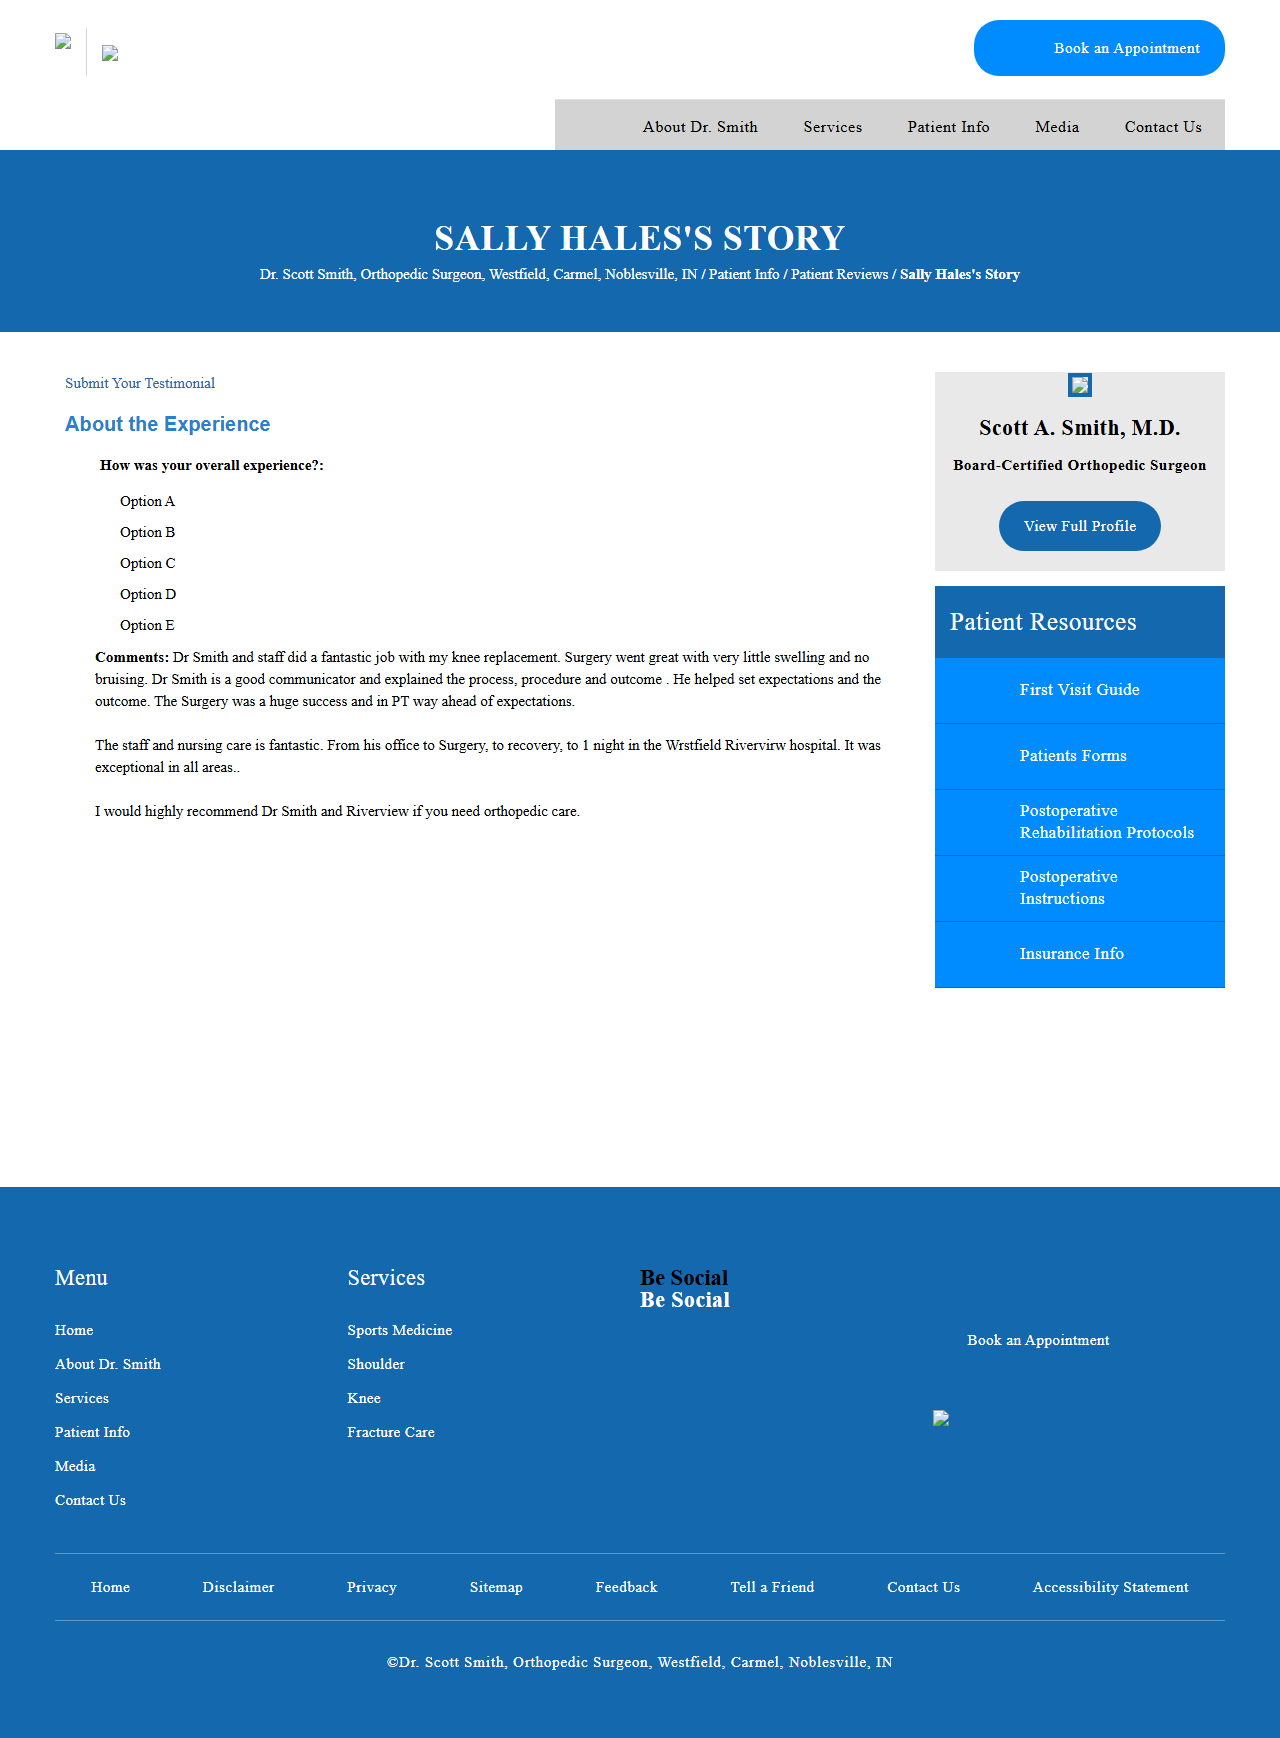 Book an Appointment
About Dr. Smith Services Patient Info Media Contact Us
SALLY HALES'S STORY
Dr. Scott Smith, Orthopedic Surgeon, Westfield, Carmel, Noblesville, IN / Patient Info / Patient Reviews / Sally Hales's Story
Submit Your Testimonial
About the Experience
How was your overall experience?:
Option A
Option B
Option C
Option D
Option E
Comments: Dr Smith and staff did a fantastic job with my knee replacement. Surgery went great with very little swelling and no
bruising. Dr Smith is a good communicator and explained the process, procedure and outcome . He helped set expectations and the
outcome. The Surgery was a huge success and in PT way ahead of expectations.
The staff and nursing care is fantastic. From his office to Surgery, to recovery, to 1 night in the Wrstfield Rivervirw hospital. It was
exceptional in all areas..
I would highly recommend Dr Smith and Riverview if you need orthopedic care.
Scott A. Smith, M.D.
Board-Certified Orthopedic Surgeon
View Full Profile
Patient Resources
First Visit Guide
Patients Forms
Postoperative
Rehabilitation Protocols
Postoperative
Instructions
Insurance Info
Menu
Home
About Dr. Smith
Services
Patient Info
Media
Contact Us
Services
Sports Medicine
Shoulder
Knee
Fracture Care
Be Social
Be Social
Book an Appointment
Home Disclaimer Privacy Sitemap Feedback Tell a Friend Contact Us Accessibility Statement
©Dr. Scott Smith, Orthopedic Surgeon, Westfield, Carmel, Noblesville, IN